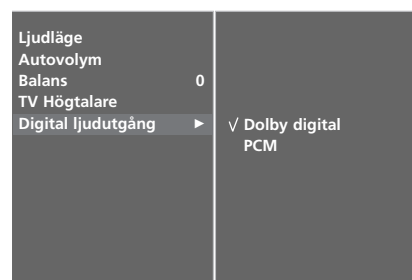 Ljudläge
Autovolym
Balans 0
TV Högtalare
Digital ljudutgång ►
√ Dolby digital
PCM